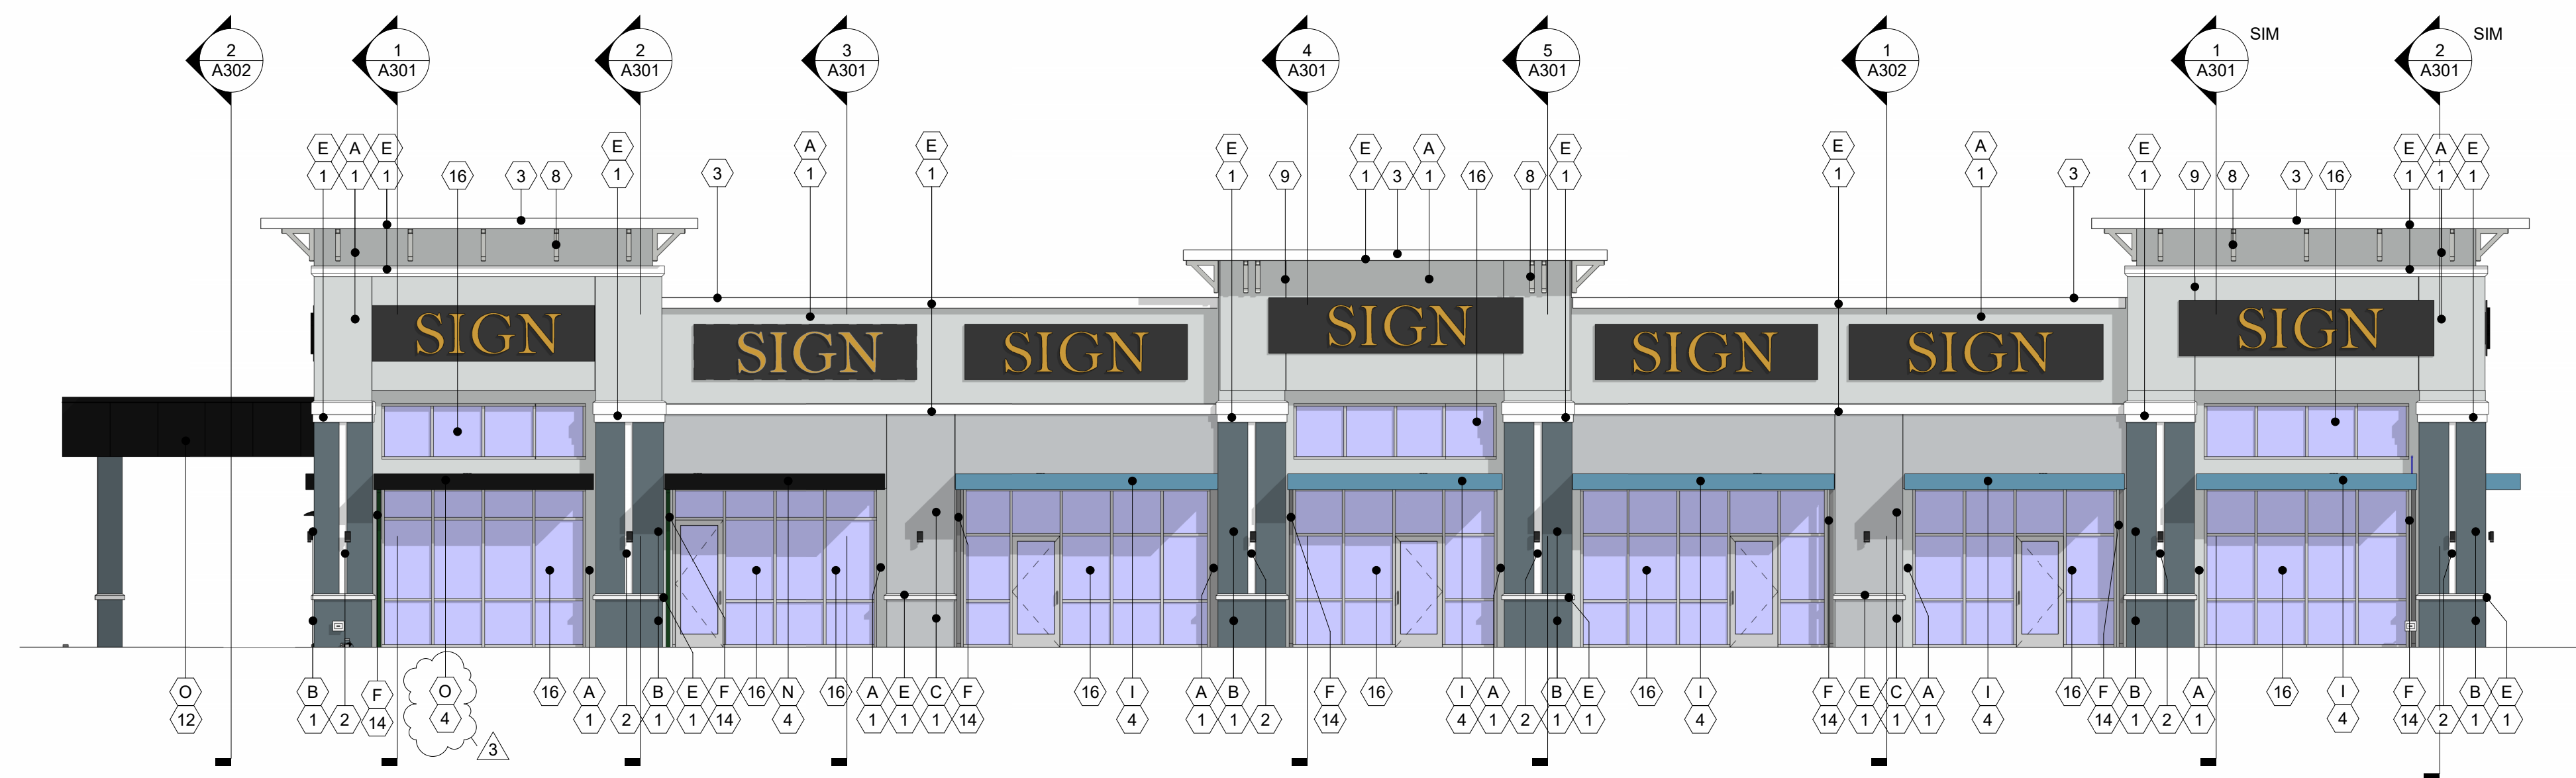 2 1 2 3 4 5 1 1 SIM 2 SIM
A302 A301 A301 A301 A301 A301 A302 A301 A301
E A E E A E E E A E E A E E A E
1 1 1 16 3 8 1 3 1 1 1 9 1 3 1 16 8 1 1 1 3 1 9 8 3 16 1 1 1
SIGN SIGN SIGN SIGN SIGN SIGN SIGN
O B F O 16 A B E F 16 N 16 A E C F 16 I A B F 16 I A B E 16 I F E C A I 16 F B A 16 I F B E
12 1 2 14 4 1 2 1 1 14 4 1 1 1 14 4 1 1 2 14 4 1 2 1 1 4 14 1 1 1 4 14 1 2 1 4 14 2 1 1
3